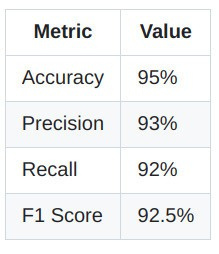 Metric Value
Accuracy 95%
Precision 93%
Recall 92%
F1 Score 92.5%